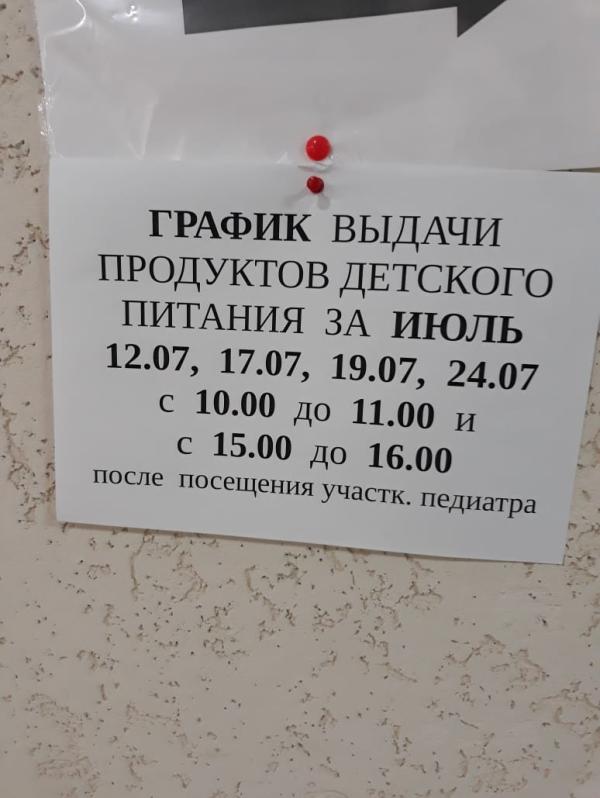 ГРАФИК ВЫДАЧИ
ПРОДУКТОВ ДЕТСКОГО
ПИТАНИЯ ЗА ИЮЛЬ
12.07, 17.07, 19.07, 24.07
с 10.00 до 11.00 и
с 15.00 до 16.00
после посещения участк. педиатра